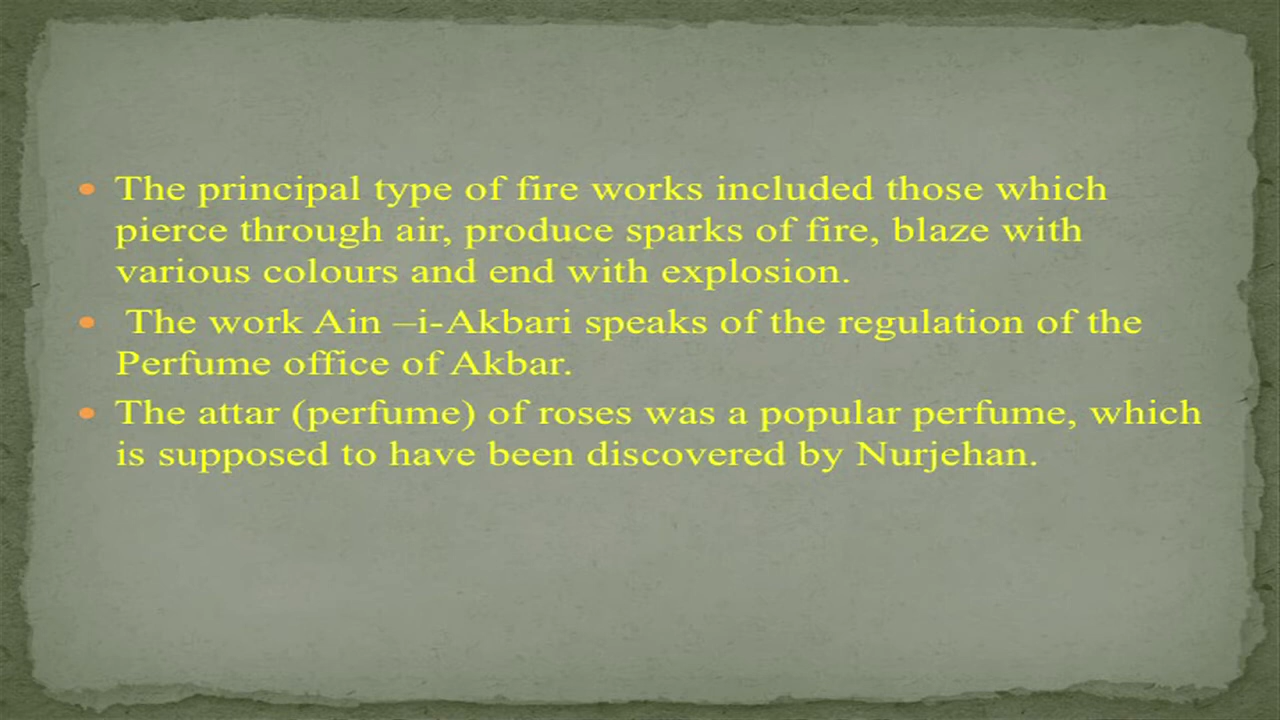 • The principal type of fire works included those which
pierce through air, produce sparks of fire, blaze with
various colours and end with explosion.
• The work Ain –i-Akbari speaks of the regulation of the
Perfume office of Akbar.
• The attar (perfume) of roses was a popular perfume, which
is supposed to have been discovered by Nurjehan.